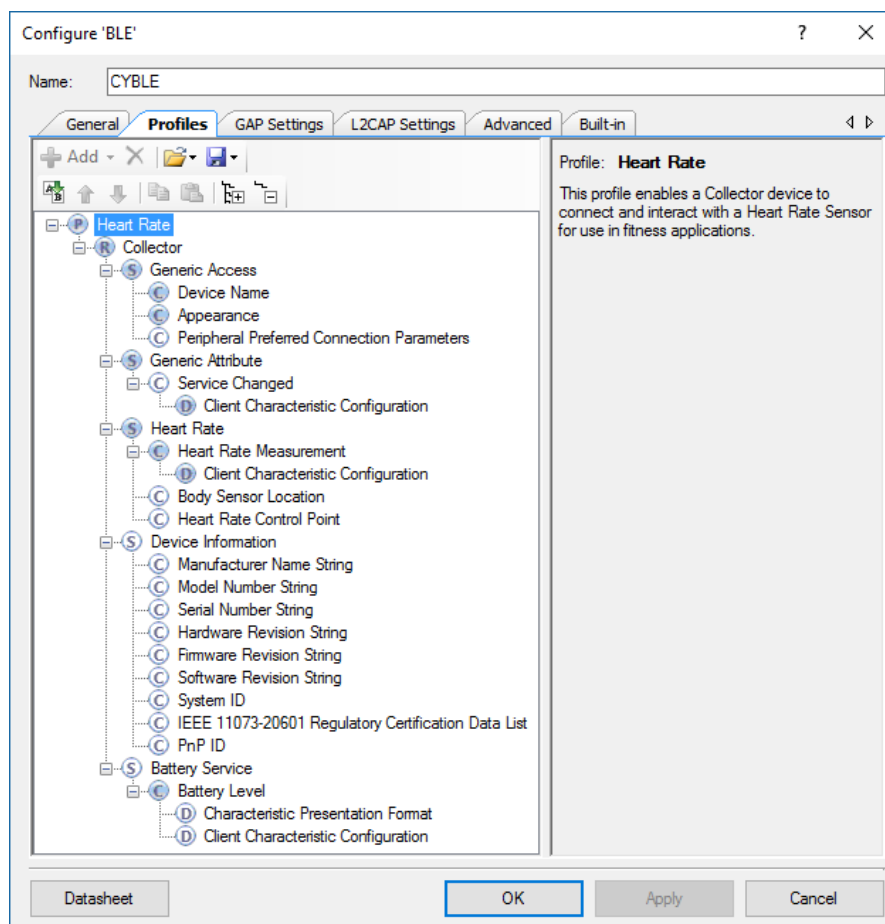 Configure 'BLE'
Name: CYBLE
General Profiles GAP Settings L2CAP Settings Advanced Built-in
Add
Profile: Heart Rate
This profile enables a Collector device to
connect and interact with a Heart Rate Sensor
for use in fitness applications.
P Heart Rate
R Collector
S Generic Access
C Device Name
C Appearance
C Peripheral Preferred Connection Parameters
S Generic Attribute
C Service Changed
D Client Characteristic Configuration
S Heart Rate
C Heart Rate Measurement
D Client Characteristic Configuration
C Body Sensor Location
C Heart Rate Control Point
S Device Information
C Manufacturer Name String
C Model Number String
C Serial Number String
C Hardware Revision String
C Firmware Revision String
C Software Revision String
C System ID
C IEEE 11073-20601 Regulatory Certification Data List
C PnP ID
S Battery Service
C Battery Level
D Characteristic Presentation Format
D Client Characteristic Configuration
Datasheet OK Apply Cancel